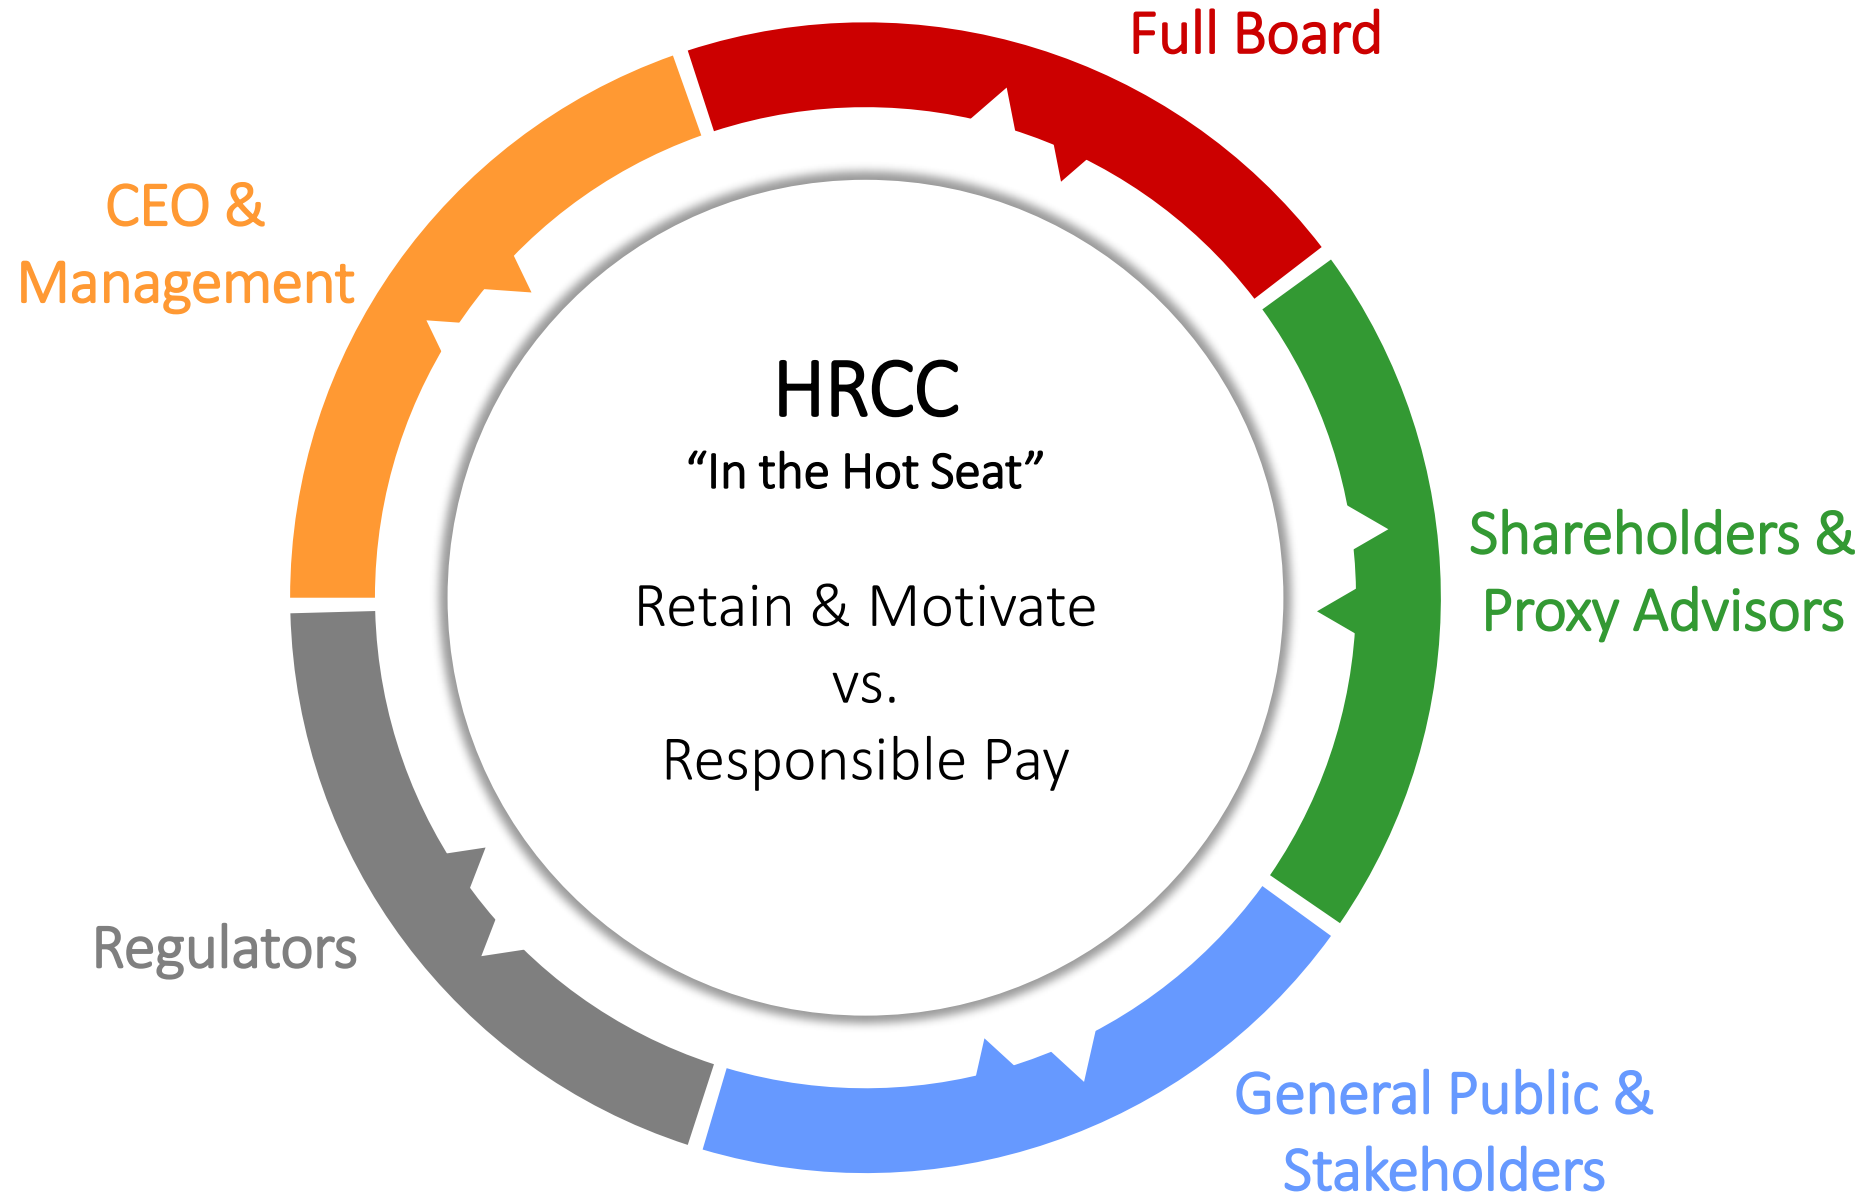 Full Board
CEO &
Management
HRCC
“In the Hot Seat”
Retain & Motivate
vs.
Responsible Pay
Shareholders &
Proxy Advisors
Regulators
General Public &
Stakeholders